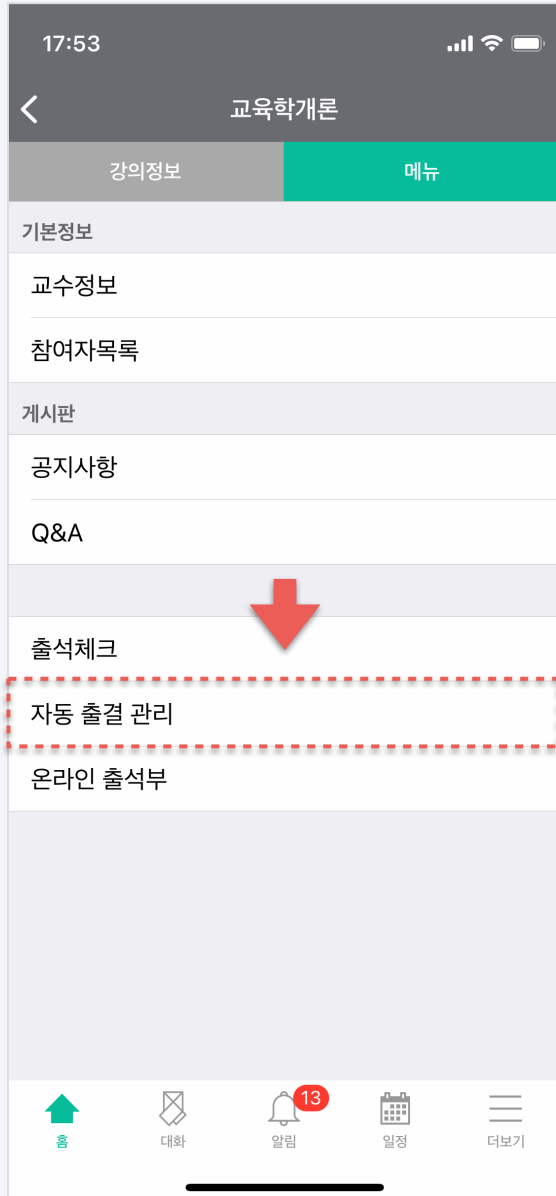 17:53
교육학개론
강의정보 메뉴
기본정보
교수정보
참여자목록
게시판
공지사항
Q&A
출석체크
자동 출결 관리
온라인 출석부
13
홈 대화 알림 일정 더보기